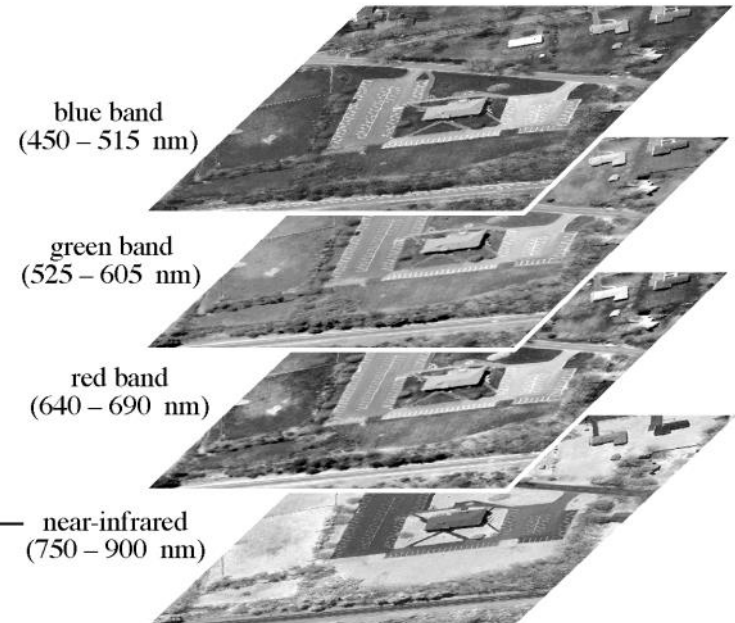 blue band
(450 – 515 nm)
green band
(525 – 605 nm)
red band
(640 – 690 nm)
near-infrared
(750 – 900 nm)